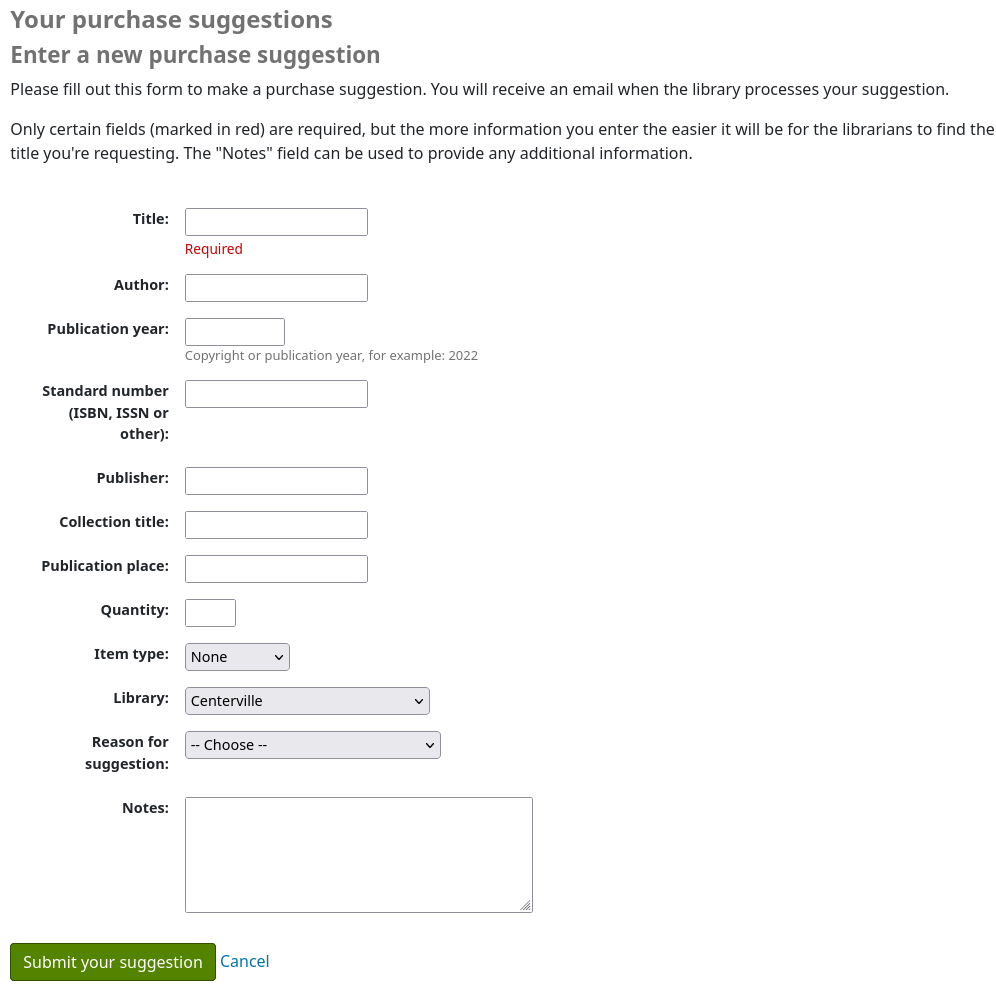 Your purchase suggestions
Enter a new purchase suggestion
Please fill out this form to make a purchase suggestion. You will receive an email when the library processes your suggestion.
Only certain fields (marked in red) are required, but the more information you enter the easier it will be for the librarians to find the
title you're requesting. The "Notes" field can be used to provide any additional information.
Title:
Required
Author:
Publication year:
Copyright or publication year, for example: 2022
Standard number
(ISBN, ISSN or
other):
Publisher:
Collection title:
Publication place:
Quantity:
Item type: None
Library: Centerville
Reason for -- Choose --
suggestion:
Notes:
Submit your suggestion Cancel